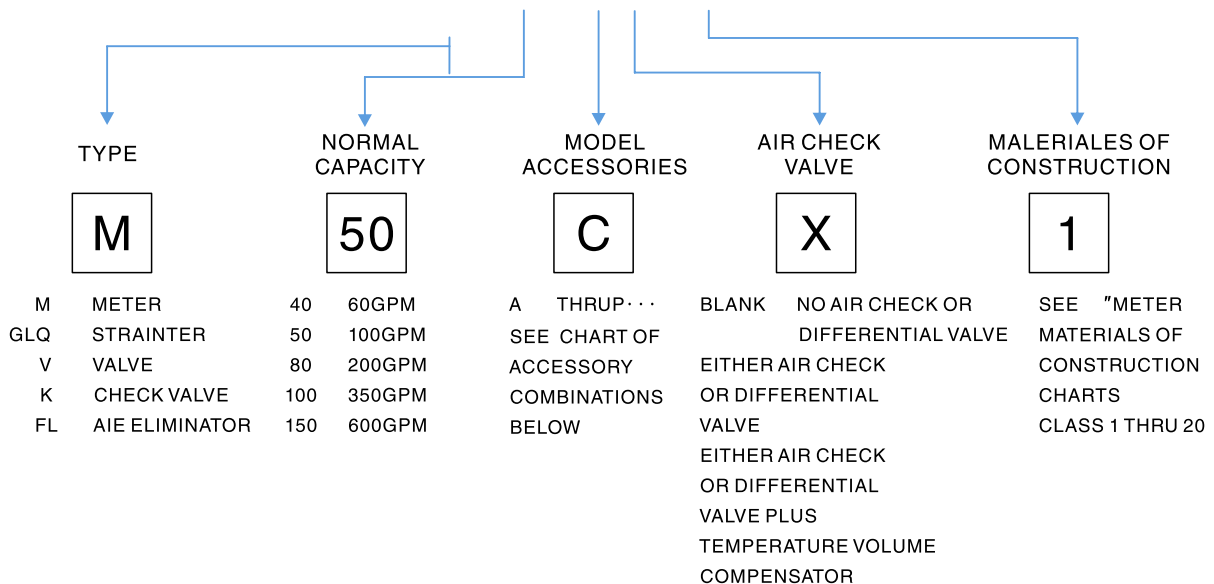 TYPE
M
M METER
GLQ STRAINTER
V VALVE
K CHECK VALVE
FL AIE ELIMINATOR
NORMAL
CAPACITY
50
40 60GPM
50 100GPM
80 200GPM
100 350GPM
150 600GPM
MODEL
ACCESSORIES
C
A THRUP···
SEE CHART OF
ACCESSORY
COMBINATIONS
BELOW
AIR CHECK
VALVE
X
BLANK NO AIR CHECK OR
DIFFERENTIAL VALVE
EITHER AIR CHECK
OR DIFFERENTIAL
VALVE
EITHER AIR CHECK
OR DIFFERENTIAL
VALVE PLUS
TEMPERATURE VOLUME
COMPENSATOR
MALERIALES OF
CONSTRUCTION
1
SEE "METER
MATERIALS OF
CONSTRUCTION
CHARTS
CLASS 1 THRU 20